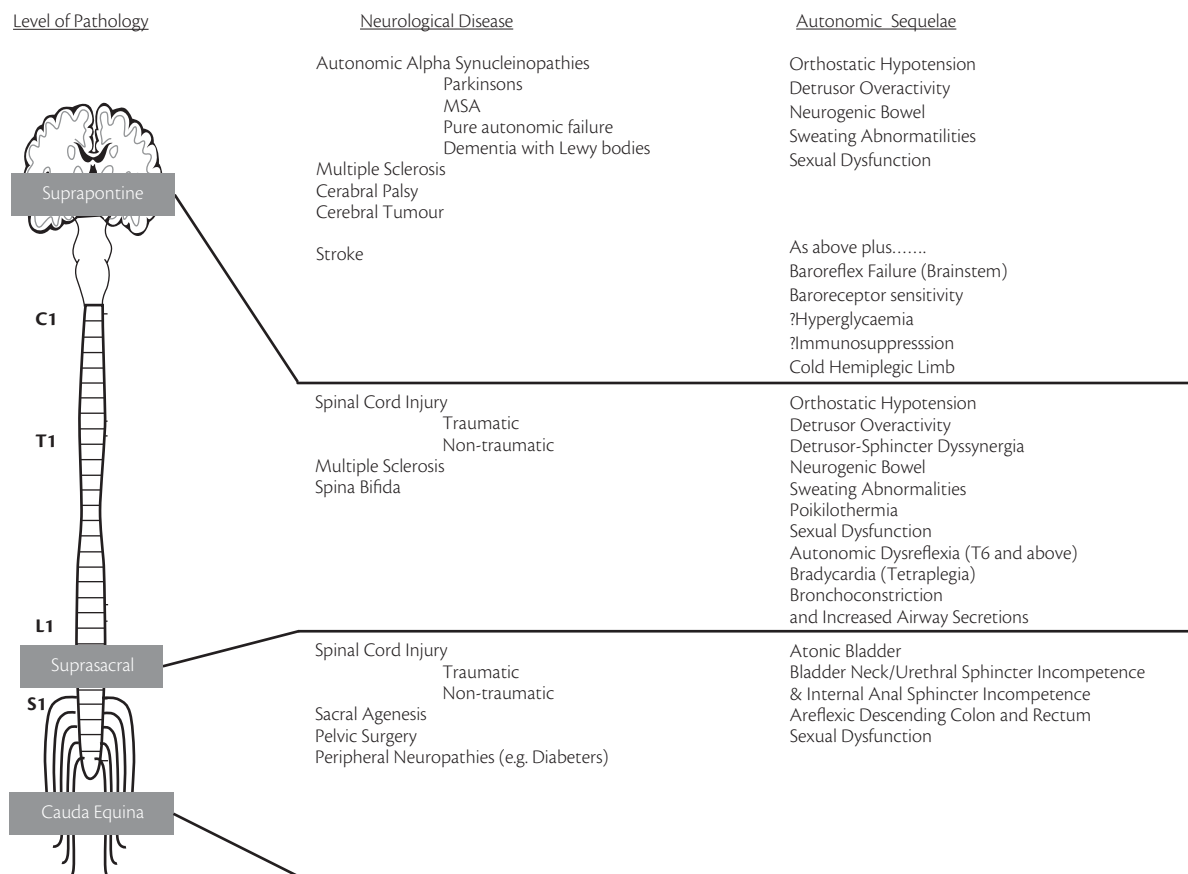 Level of Pathology
Neurological Disease
Autonomic Sequelae
Suprapontine
Autonomic Alpha Synucleinopathies
Parkinsons
MSA
Pure autonomic failure
Dementia with Lewy bodies
Multiple Sclerosis
Cerabral Palsy
Cerebral Tumour
Stroke
Orthostatic Hypotension
Detrusor Overactivity
Neurogenic Bowel
Sweating Abnormatilities
Sexual Dysfunction
As above plus.......
Baroreflex Failure (Brainstem)
Baroreceptor sensitivity
?Hyperglycaemia
?Immunosuppresssion
Cold Hemiplegic Limb
C1
T1
L1
Suprasacral
Spinal Cord Injury
Traumatic
Non-traumatic
Multiple Sclerosis
Spina Bifida
Orthostatic Hypotension
Detrusor Overactivity
Detrusor-Sphincter Dyssynergia
Neurogenic Bowel
Sweating Abnormalities
Poikilothermia
Sexual Dysfunction
Autonomic Dysreflexia (T6 and above)
Bradycardia (Tetraplegia)
Bronchoconstriction
and Increased Airway Secretions
S1
Cauda Equina
Spinal Cord Injury
Traumatic
Non-traumatic
Sacral Agenesis
Pelvic Surgery
Peripheral Neuropathies (e.g. Diabeters)
Atonic Bladder
Bladder Neck/Urethral Sphincter Incompetence
& Internal Anal Sphincter Incompetence
Areflexic Descending Colon and Rectum
Sexual Dysfunction